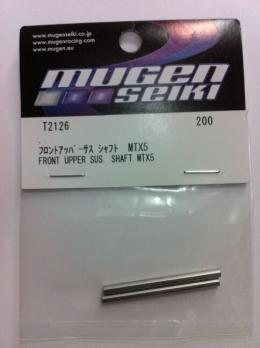 www.mugenseiki.co.jp
mugenracing.com
www.mugen.eu
MUGEN
SEIKI
T2126 200
フロントアッパーサス シャフト MTX5
FRONT UPPER SUS. SHAFT MTX5